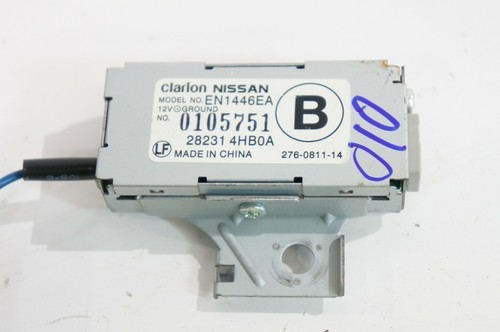 clarion NISSAN
MODEL NO. EN1446EA
12V⊖GROUND
NO. 0105751
28231 4HB0A
LF MADE IN CHINA
B
276-0811-14
010